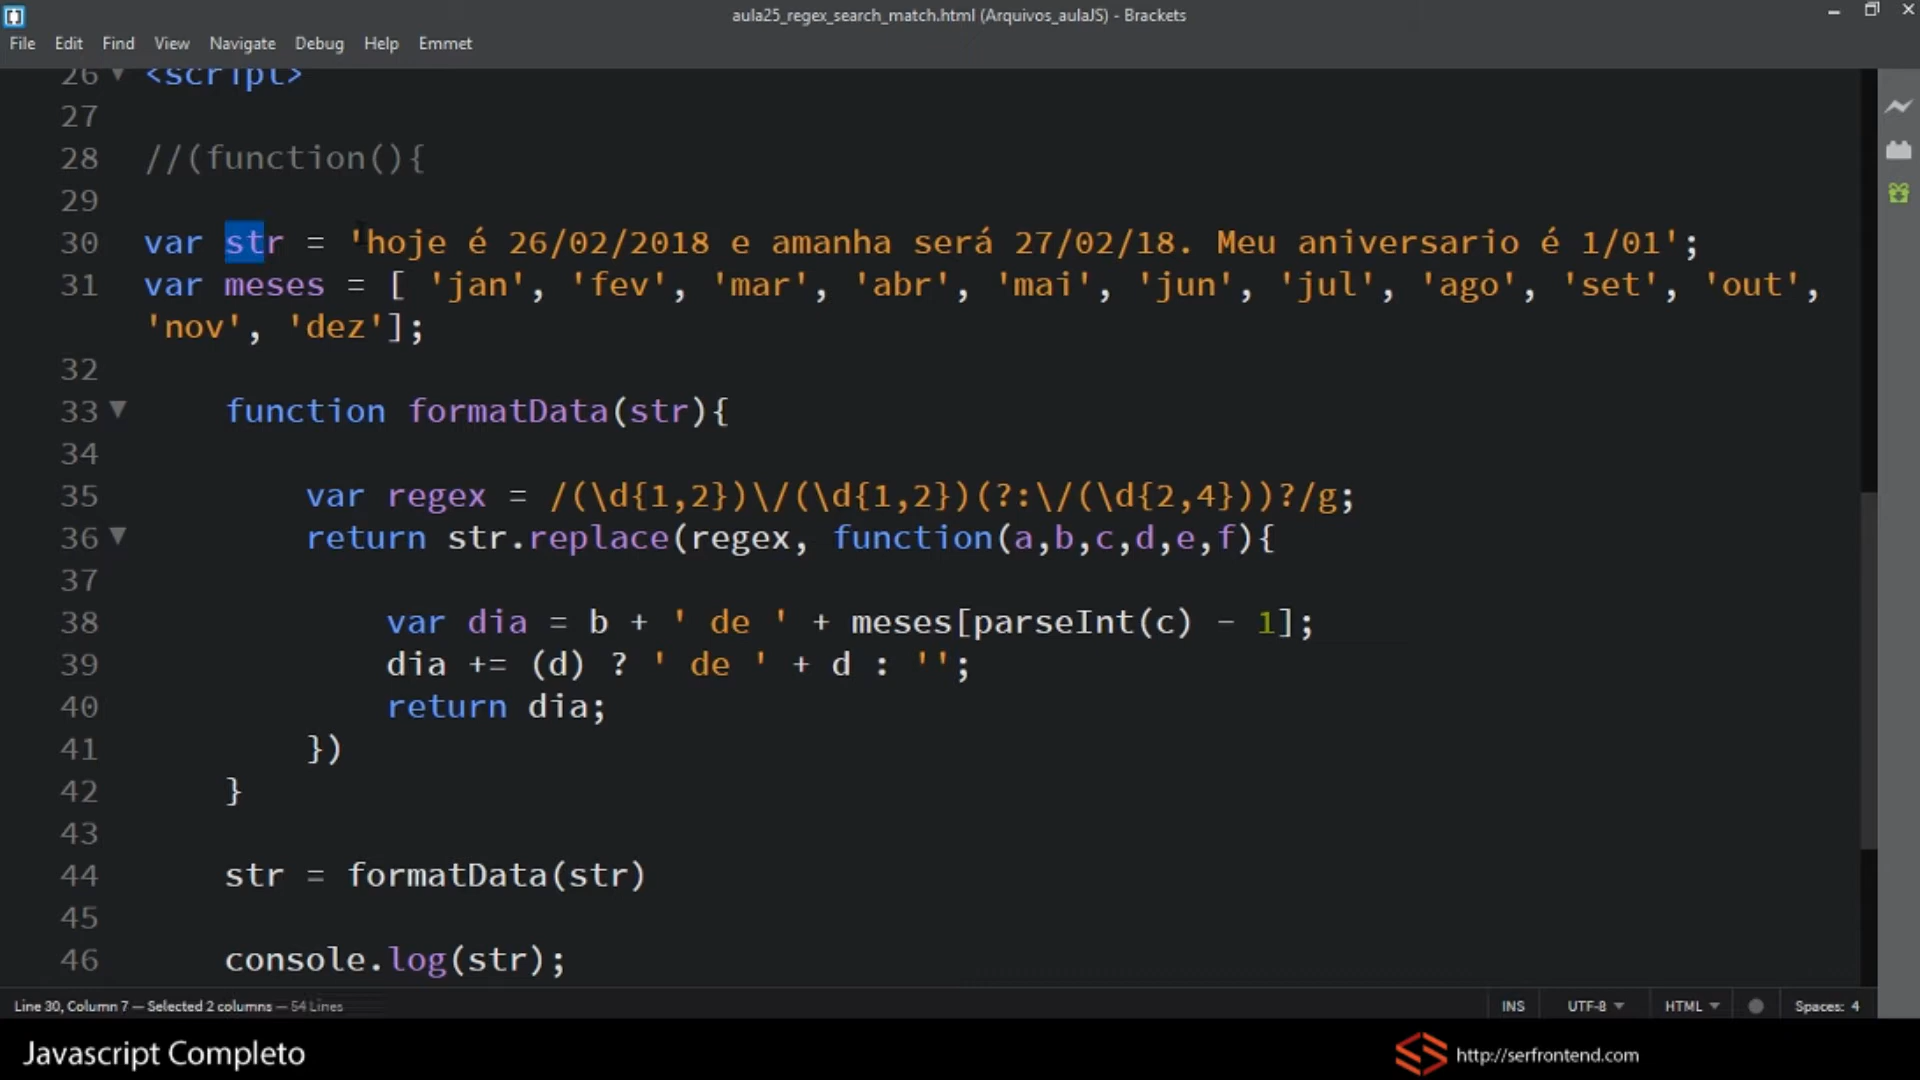 aula25_regex_search_match.html (Arquivos_aulaJS) - Brackets
File Edit Find View Navigate Debug Help Emmet
26 <script>
27
28 //(function(){
29
30 var str = 'hoje é 26/02/2018 e amanha será 27/02/18. Meu aniversario é 1/01';
31 var meses = [ 'jan', 'fev', 'mar', 'abr', 'mai', 'jun', 'jul', 'ago', 'set', 'out',
'nov', 'dez'];
32
33 function formatData(str){
34
35 var regex = /(\d{1,2})\/(\d{1,2})(?:\/(\d{2,4}))?/g;
36 return str.replace(regex, function(a,b,c,d,e,f){
37
38 var dia = b + ' de ' + meses[parseInt(c) - 1];
39 dia += (d) ? ' de ' + d : '';
40 return dia;
41 })
42 }
43
44 str = formatData(str)
45
46 console.log(str);
Line 30, Column 7 — Selected 2 columns — 54 Lines INS UTF-8 HTML Spaces: 4
Javascript Completo http://serfrontend.com